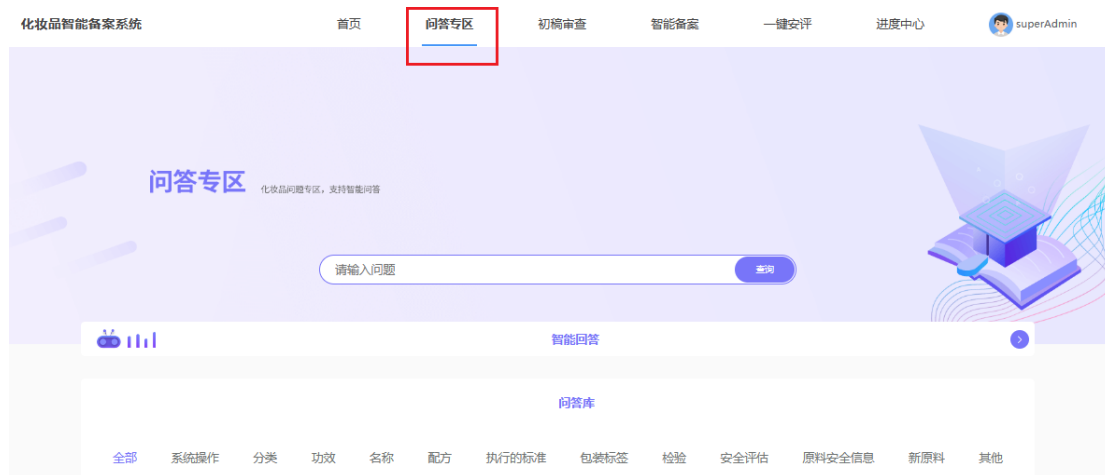 化妆品智能备案系统 首页 问答专区 初稿审查 智能备案 一键安评 进度中心 superAdmin
问答专区 化妆品问题专区，支持智能问答
请输入问题 查询
智能回答
问答库
全部 系统操作 分类 功效 名称 配方 执行的标准 包装标签 检验 安全评估 原料安全信息 新原料 其他